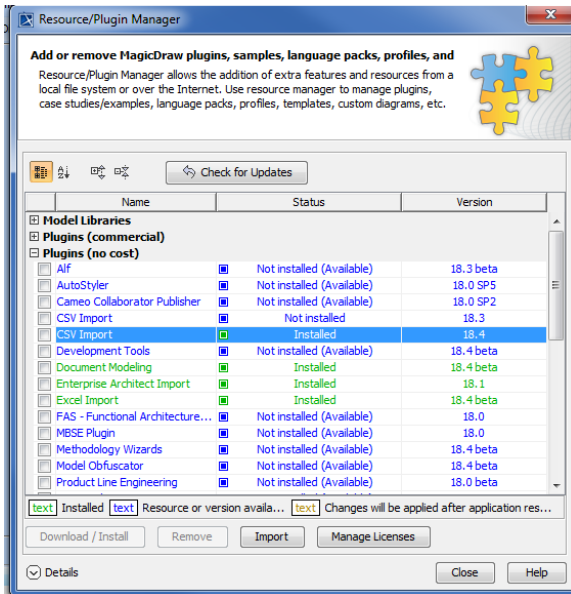 Resource/Plugin Manager
Add or remove MagicDraw plugins, samples, language packs, profiles, and
Resource/Plugin Manager allows the addition of extra features and resources from a
local file system or over the Internet. Use resource manager to manage plugins,
case studies/examples, language packs, profiles, templates, custom diagrams, etc.
Check for Updates
Name Status Version
Model Libraries
Plugins (commercial)
Plugins (no cost)
Alf Not installed (Available) 18.3 beta
AutoStyler Not installed (Available) 18.0 SP5
Cameo Collaborator Publisher Not installed (Available) 18.0 SP2
CSV Import Not installed 18.3
CSV Import Installed 18.4
Development Tools Not installed (Available) 18.4 beta
Document Modeling Installed 18.4 beta
Enterprise Architect Import Installed 18.1
Excel Import Installed 18.4 beta
FAS - Functional Architecture... Not installed (Available) 18.0
MBSE Plugin Not installed (Available) 18.0
Methodology Wizards Not installed (Available) 18.4 beta
Model Obfuscator Not installed (Available) 18.4 beta
Product Line Engineering Not installed (Available) 18.0 beta
text Installed text Resource or version availa... text Changes will be applied after application res...
Download / Install Remove Import Manage Licenses
Details Close Help